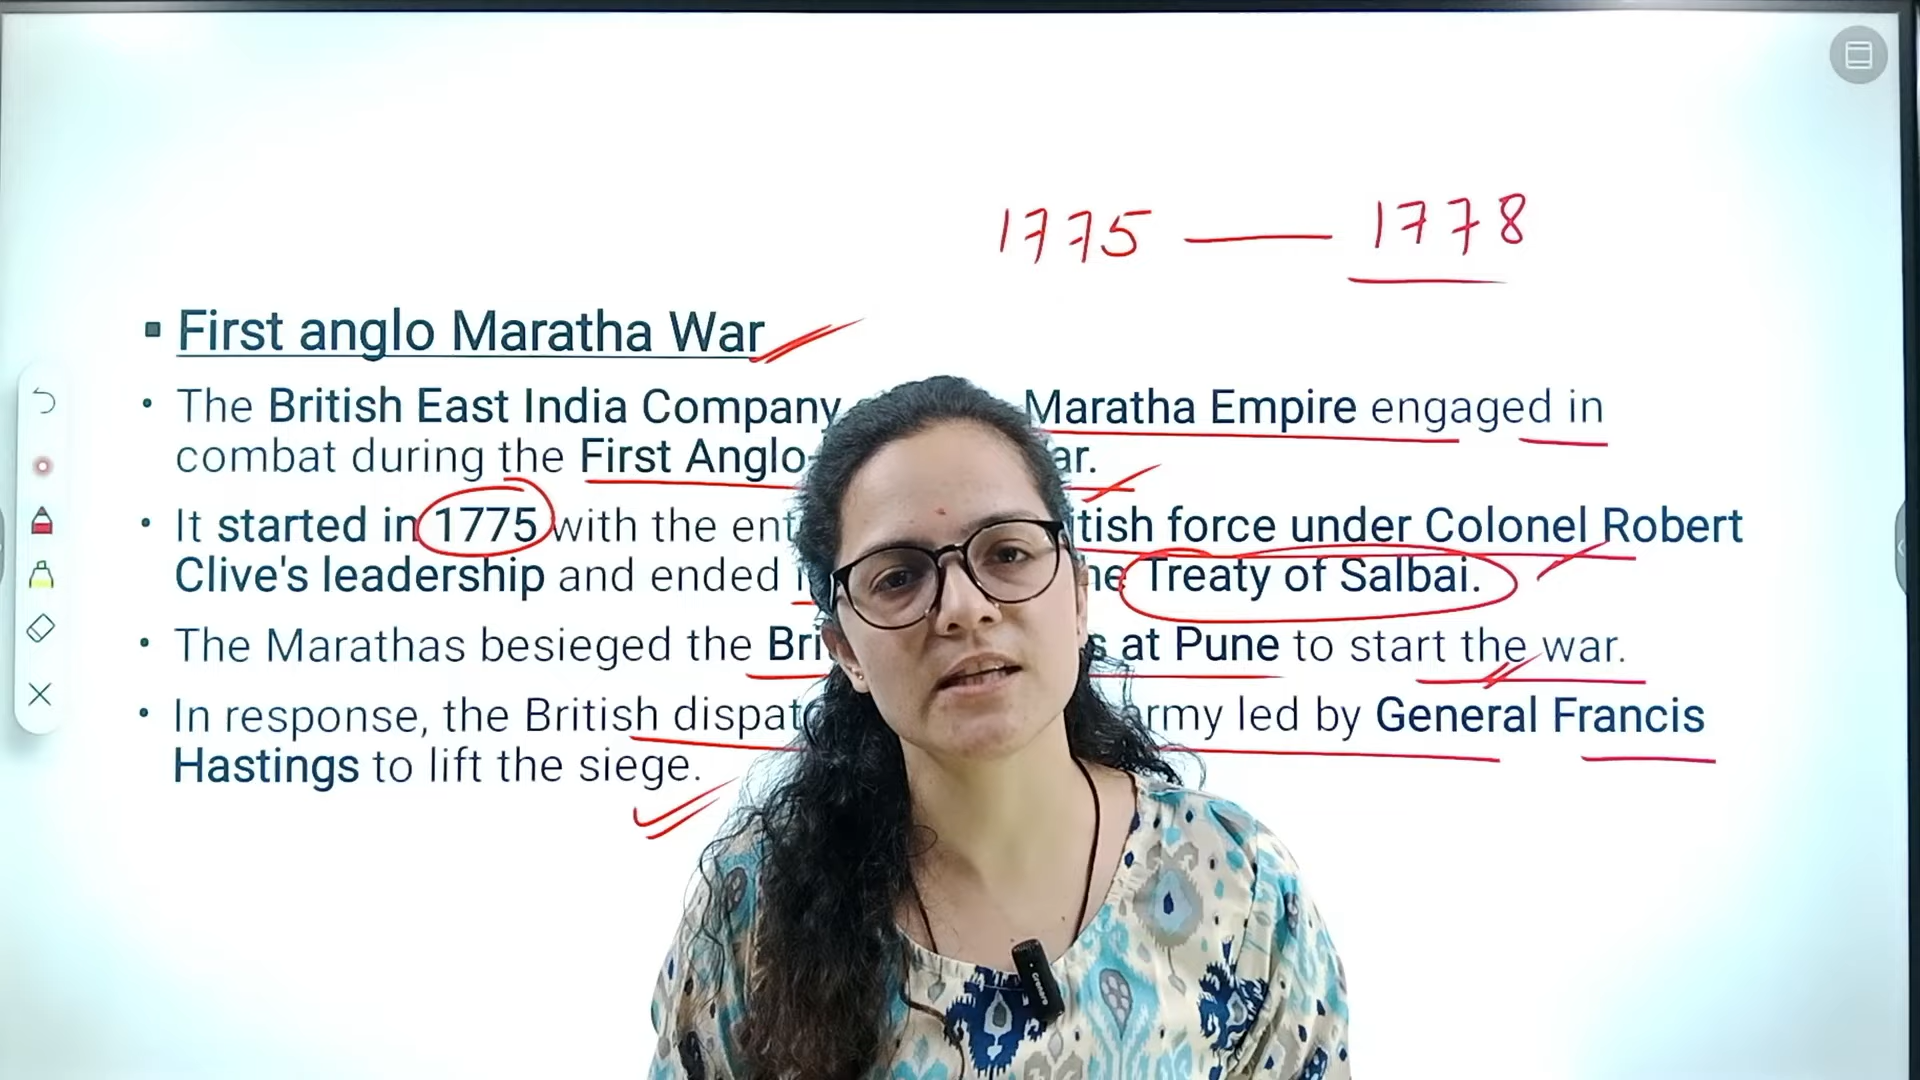 1775 — 1778
First anglo Maratha War
The British East India Company Maratha Empire engaged in
combat during the First Anglo- ar.
It started in 1775 with the ent itish force under Colonel Robert
Clive's leadership and ended he Treaty of Salbai.
The Marathas besieged the Bri s at Pune to start the war.
In response, the British dispat rmy led by General Francis
Hastings to lift the siege.